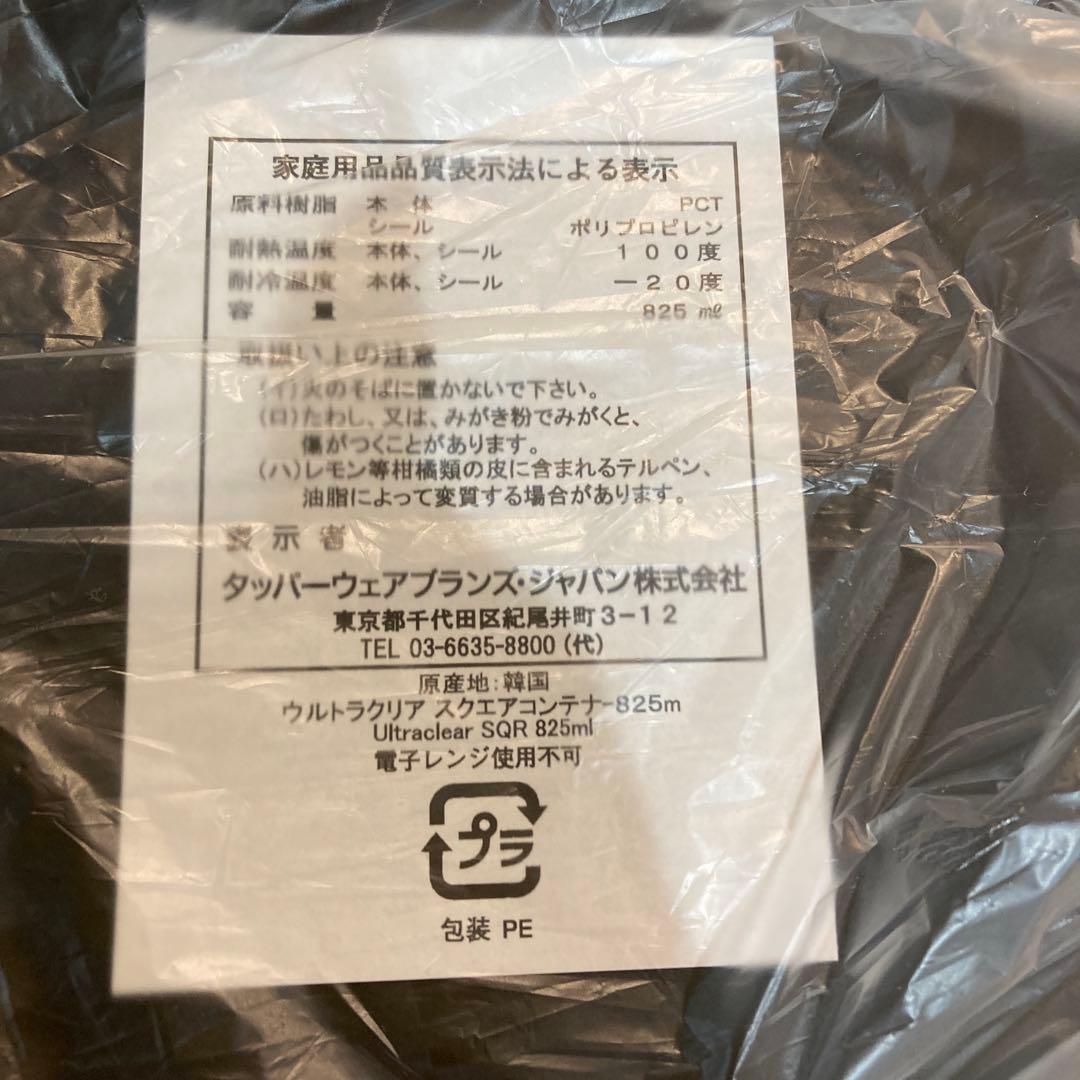 家庭用品品質表示法による表示
原料樹脂 本 体 PCT
シール ポリプロピレン
耐熱温度 本体、シール 100度
耐冷温度 本体、シール −20度
容 量 825 ㎖
取扱い上の注意
(イ)火のそばに置かないで下さい。
(ロ)たわし、又は、みがき粉でみがくと、
傷がつくことがあります。
(ハ)レモン等柑橘類の皮に含まれるテルペン、
油脂によって変質する場合があります。
表 示 者
タッパーウェアブランズ・ジャパン株式会社
東京都千代田区紀尾井町3-12
TEL 03-6635-8800 (代)
原産地:韓国
ウルトラクリア スクエアコンテナ-825m
Ultraclear SQR 825ml
電子レンジ使用不可
プラ
包装 PE